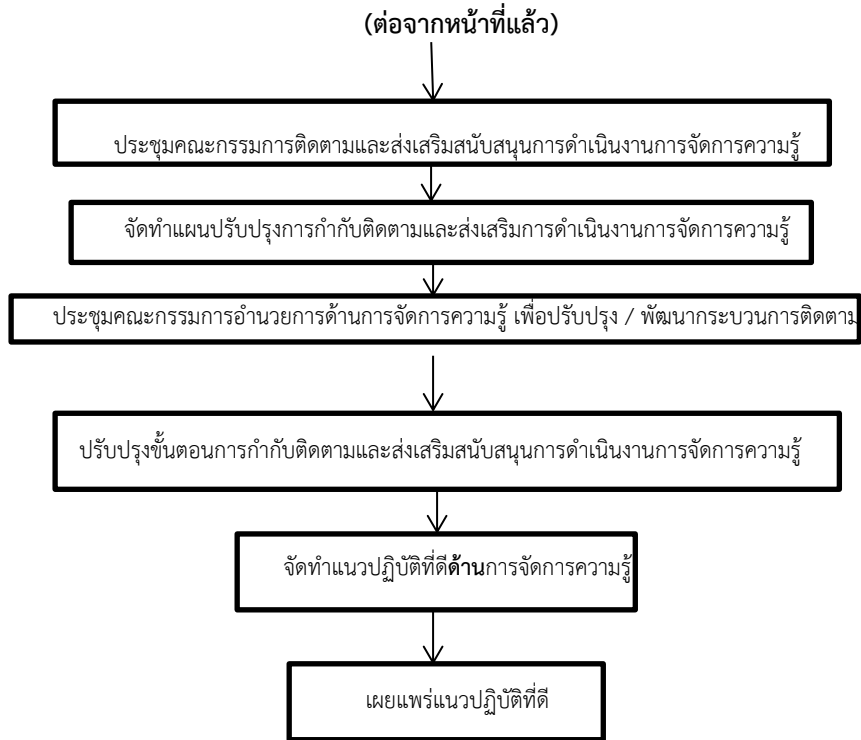 (ต่อจากหน้าที่แล้ว)
ประชุมคณะกรรมการติดตามและส่งเสริมสนับสนุนการดำเนินงานการจัดการความรู้
จัดทำแผนปรับปรุงการกำกับติดตามและส่งเสริมการดำเนินงานการจัดการความรู้
ประชุมคณะกรรมการอำนวยการด้านการจัดการความรู้ เพื่อปรับปรุง / พัฒนากระบวนการติดตาม
ปรับปรุงขั้นตอนการกำกับติดตามและส่งเสริมสนับสนุนการดำเนินงานการจัดการความรู้
จัดทำแนวปฏิบัติที่ดีด้านการจัดการความรู้
เผยแพร่แนวปฏิบัติที่ดี